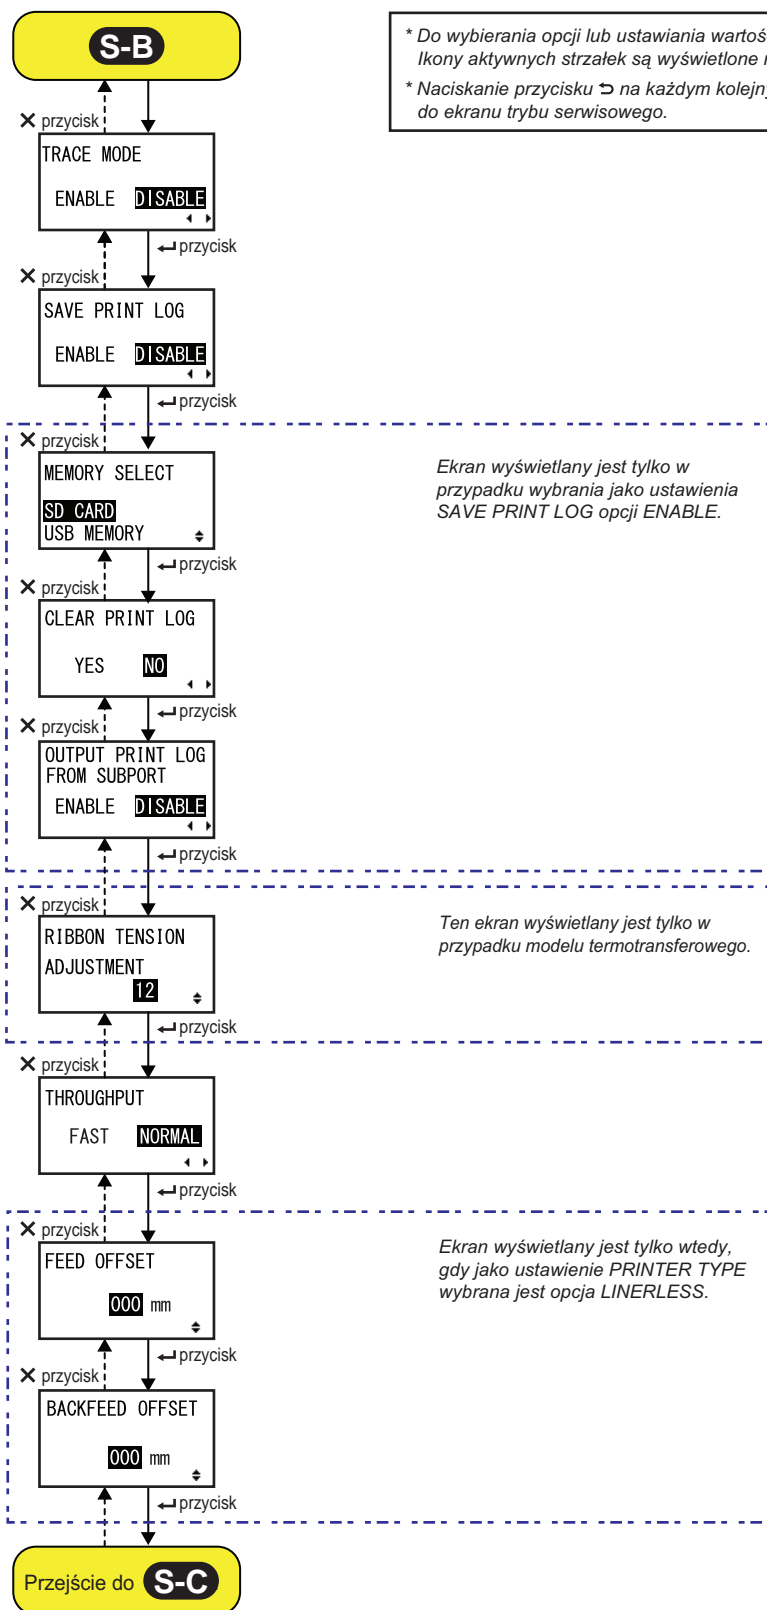 S-B
* Do wybierania opcji lub ustawiania wartoś
Ikony aktywnych strzałek są wyświetlone
* Naciskanie przycisku ⮌ na każdym kolejn
do ekranu trybu serwisowego.
× przycisk
TRACE MODE
ENABLE DISABLE
↵ przycisk
× przycisk
SAVE PRINT LOG
ENABLE DISABLE
↵ przycisk
× przycisk
MEMORY SELECT
SD CARD
USB MEMORY
Ekran wyświetlany jest tylko w
przypadku wybrania jako ustawienia
SAVE PRINT LOG opcji ENABLE.
↵ przycisk
× przycisk
CLEAR PRINT LOG
YES NO
↵ przycisk
× przycisk
OUTPUT PRINT LOG
FROM SUBPORT
ENABLE DISABLE
↵ przycisk
× przycisk
RIBBON TENSION
ADJUSTMENT
12
Ten ekran wyświetlany jest tylko w
przypadku modelu termotransferowego.
↵ przycisk
× przycisk
THROUGHPUT
FAST NORMAL
↵ przycisk
× przycisk
FEED OFFSET
000 mm
Ekran wyświetlany jest tylko wtedy,
gdy jako ustawienie PRINTER TYPE
wybrana jest opcja LINERLESS.
↵ przycisk
× przycisk
BACKFEED OFFSET
000 mm
↵ przycisk
Przejście do S-C